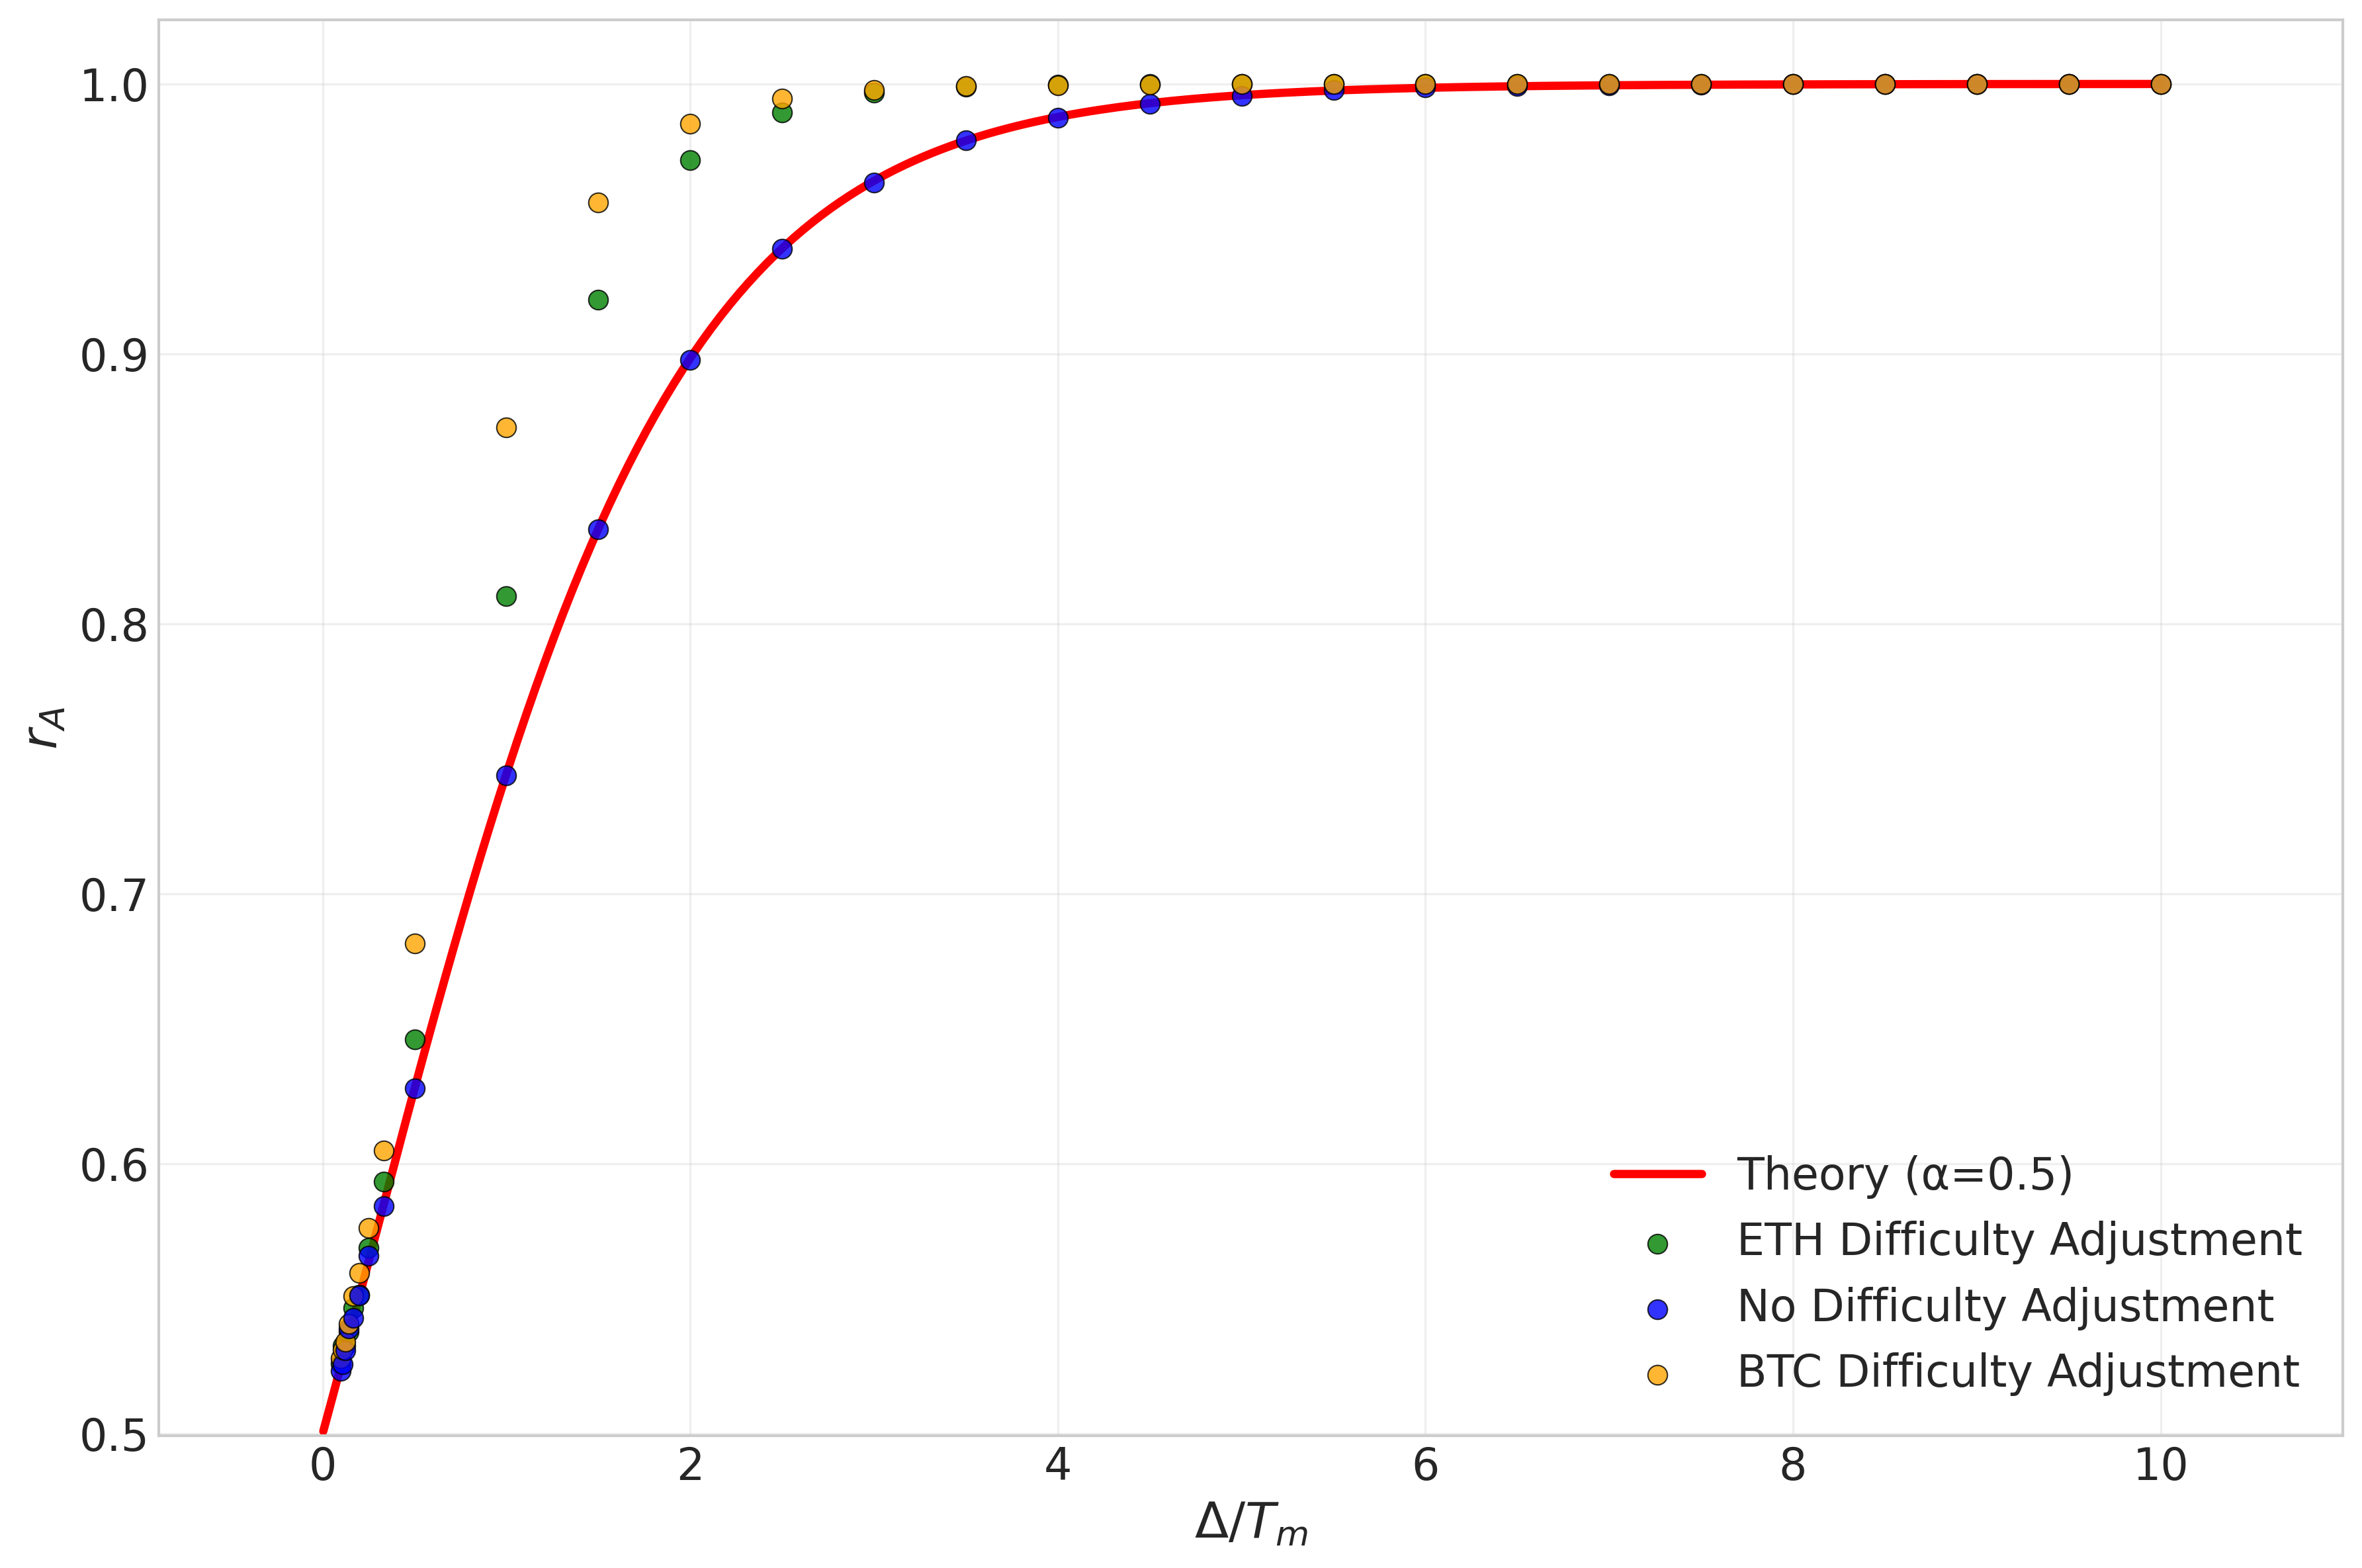 1.0
0.9
0.8
0.7
0.6
0.5
r_A
0 2 4 6 8 10
Δ/T_m
Theory (α=0.5)
ETH Difficulty Adjustment
No Difficulty Adjustment
BTC Difficulty Adjustment